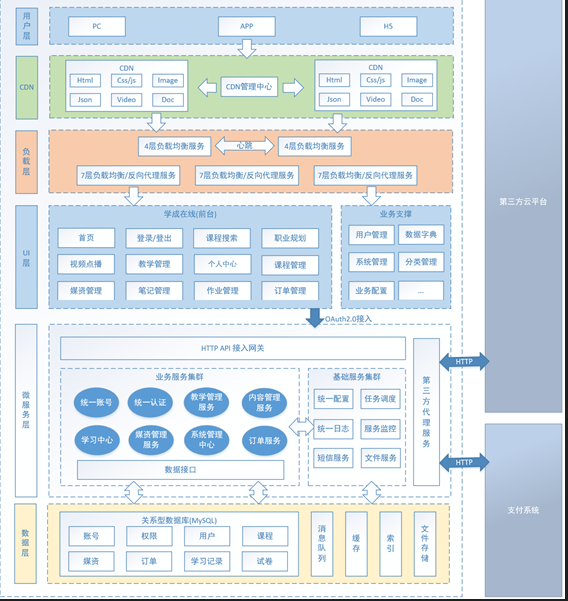 用户层
PC
APP
H5
CDN
CDN
Html
Css/js
Image
Json
Video
Doc
CDN管理中心
CDN
Html
Css/js
Image
Json
Video
Doc
负载层
4层负载均衡服务
心跳
4层负载均衡服务
7层负载均衡/反向代理服务
7层负载均衡/反向代理服务
7层负载均衡/反向代理服务
UI层
学成在线(前台)
首页
登录/登出
课程搜索
职业规划
视频点播
教学管理
个人中心
课程管理
媒资管理
笔记管理
作业管理
订单管理
业务支撑
用户管理
数据字典
系统管理
分类管理
业务配置
...
OAuth2.0接入
微服务层
HTTP API 接入网关
业务服务集群
统一账号
统一认证
教学管理
服务
内容管理
服务
学习中心
媒资管理
服务
系统管理
中心
订单服务
数据接口
基础服务集群
统一配置
任务调度
统一日志
服务监控
短信服务
文件服务
第三方代理服务
HTTP
HTTP
第三方云平台
支付系统
数据层
关系型数据库(MySQL)
账号
权限
用户
课程
媒资
订单
学习记录
试卷
消息队列
缓存
索引
文件存储